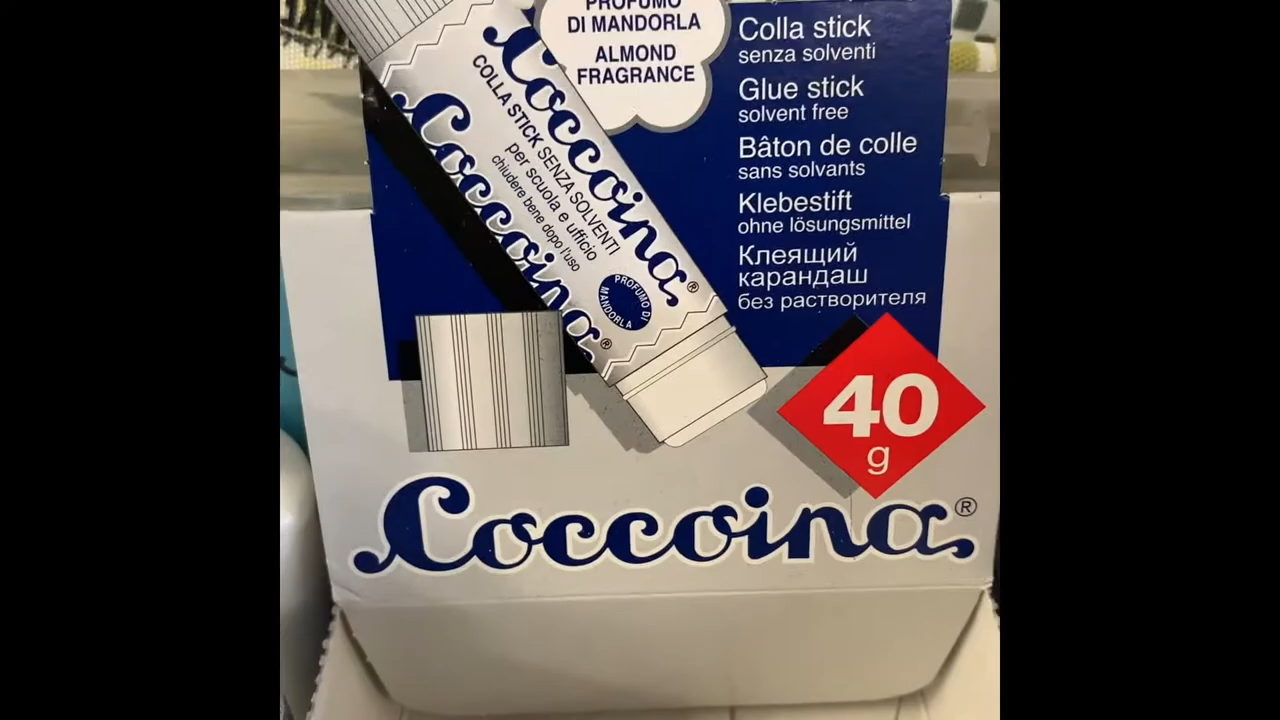 PROFUMO
DI MANDORLA
ALMOND
FRAGRANCE
Colla stick
senza solventi
Glue stick
solvent free
Bâton de colle
sans solvants
Klebestift
ohne lösungsmittel
Клеящий
карандаш
без растворителя
Coccoina®
COLLA STICK SENZA SOLVENTI
per scuola e ufficio
chiudere bene dopo l'uso
PROFUMO DI
MANDORLA
Coccoina®
40
g
Coccoina®